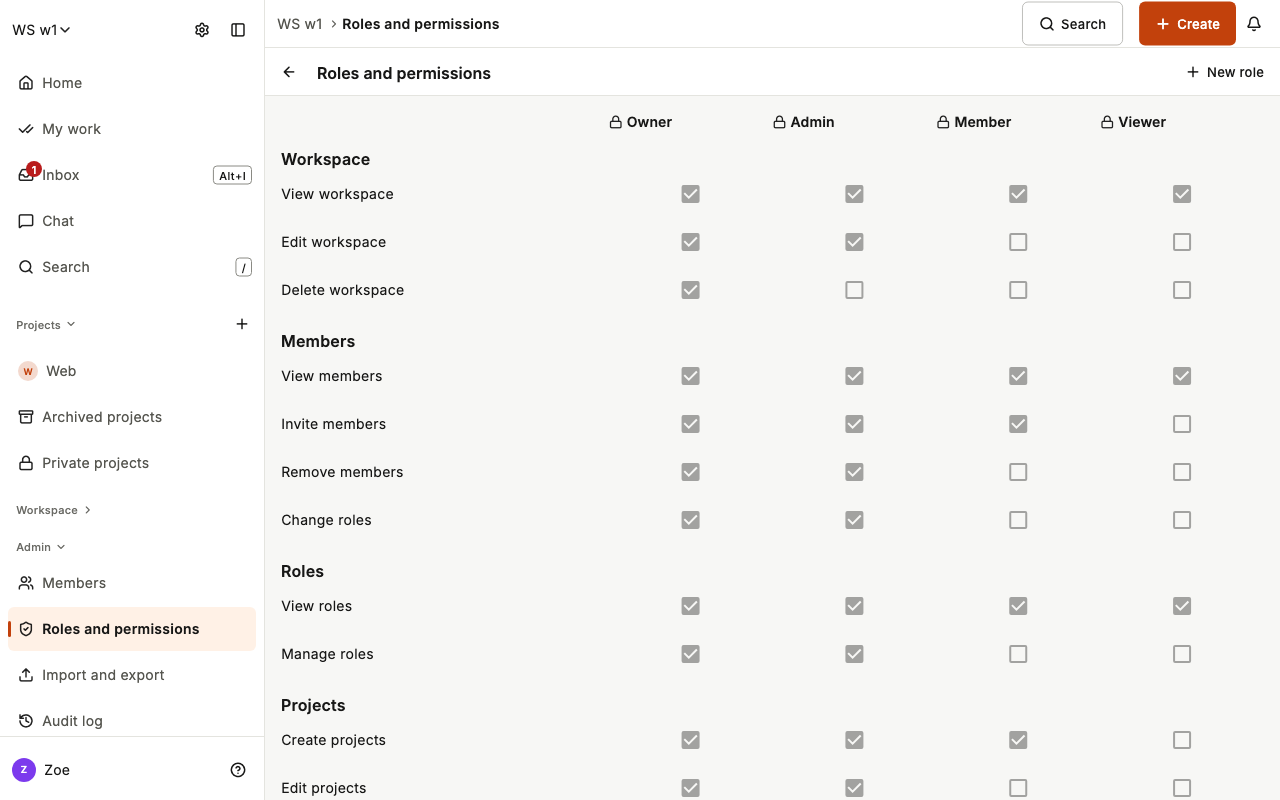 WS w1
Home
My work
1
Inbox
Alt+I
Chat
Search
/
Projects
W
Web
Archived projects
Private projects
Workspace
Admin
Members
Roles and permissions
Import and export
Audit log
Z
Zoe
WS w1
Roles and permissions
Search
Create
Roles and permissions
New role
Owner
Admin
Member
Viewer
Workspace
View workspace
Edit workspace
Delete workspace
Members
View members
Invite members
Remove members
Change roles
Roles
View roles
Manage roles
Projects
Create projects
Edit projects